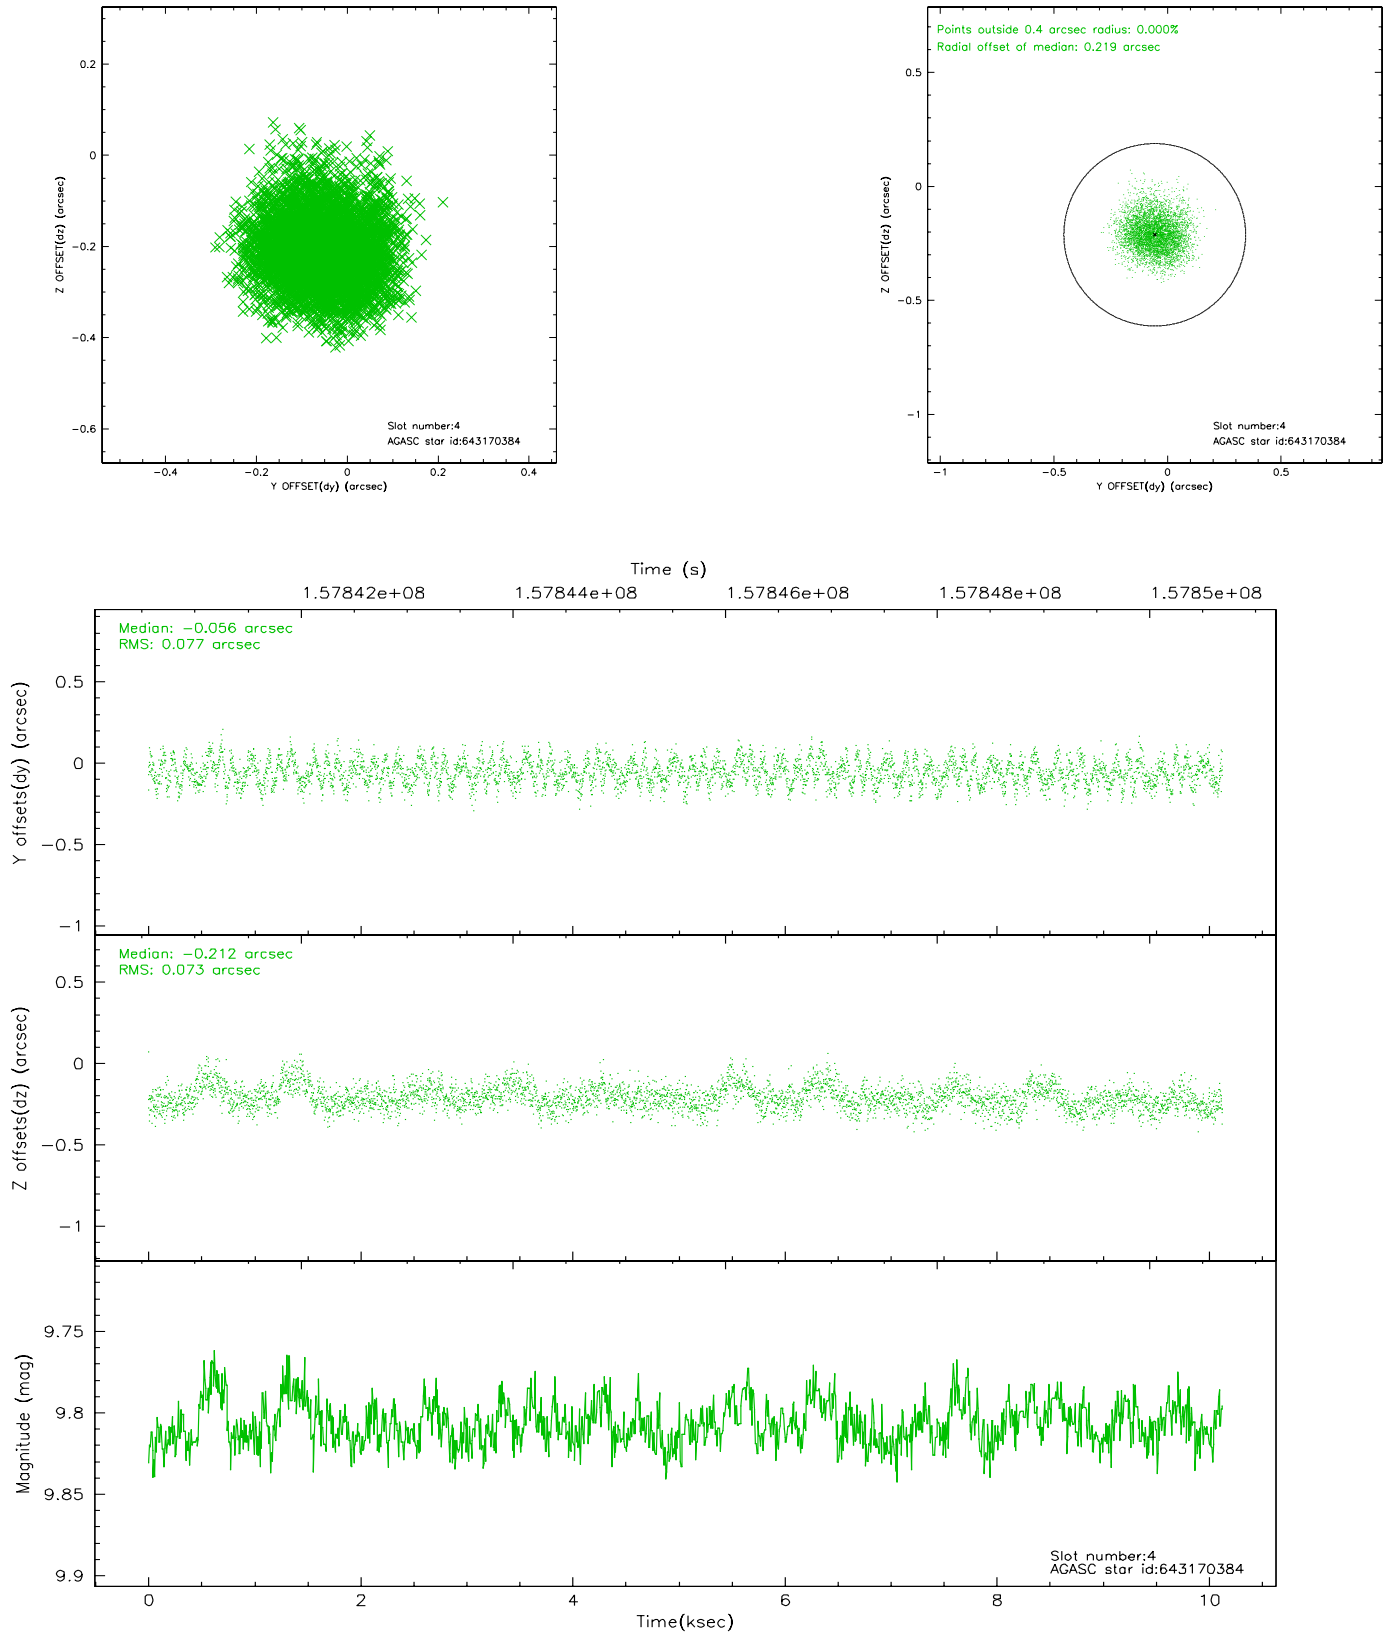 0.2
0
−0.2
−0.4
−0.6
Z OFFSET(dz) (arcsec)
Slot number:4
AGASC star id:643170384
−0.4
−0.2
0
0.2
0.4
Y OFFSET(dy) (arcsec)
Points outside 0.4 arcsec radius: 0.000%
Radial offset of median: 0.219 arcsec
0.5
0
−0.5
−1
Z OFFSET(dz) (arcsec)
Slot number:4
AGASC star id:643170384
−1
−0.5
0
0.5
Y OFFSET(dy) (arcsec)
Time (s)
1.57842e+08
1.57844e+08
1.57846e+08
1.57848e+08
1.5785e+08
Median: −0.056 arcsec
RMS: 0.077 arcsec
0.5
0
−0.5
−1
Y offsets(dy) (arcsec)
Median: −0.212 arcsec
RMS: 0.073 arcsec
0.5
0
−0.5
−1
Z offsets(dz) (arcsec)
9.75
9.8
9.85
9.9
Magnitude (mag)
Slot number:4
AGASC star id:643170384
0
2
4
6
8
10
Time(ksec)